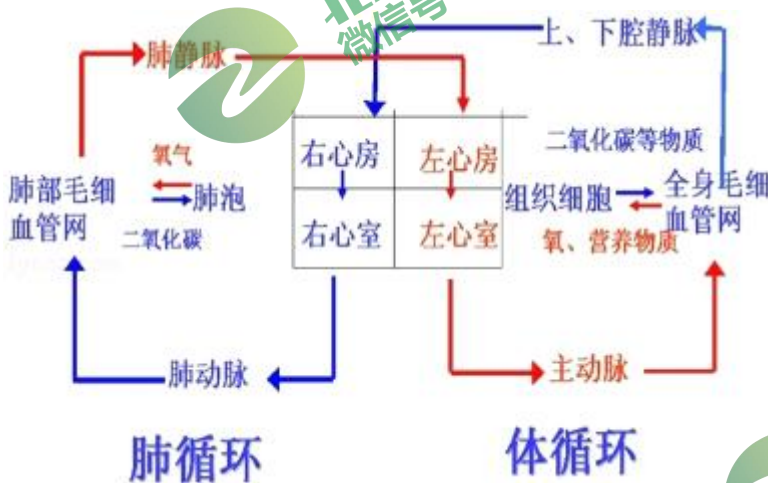 微信号
上、下腔静脉
肺静脉
氧气
肺部毛细
血管网
肺泡
二氧化碳
右心房
左心房
右心室
左心室
二氧化碳等物质
组织细胞
全身毛细
血管网
氧、营养物质
肺动脉
主动脉
肺循环
体循环